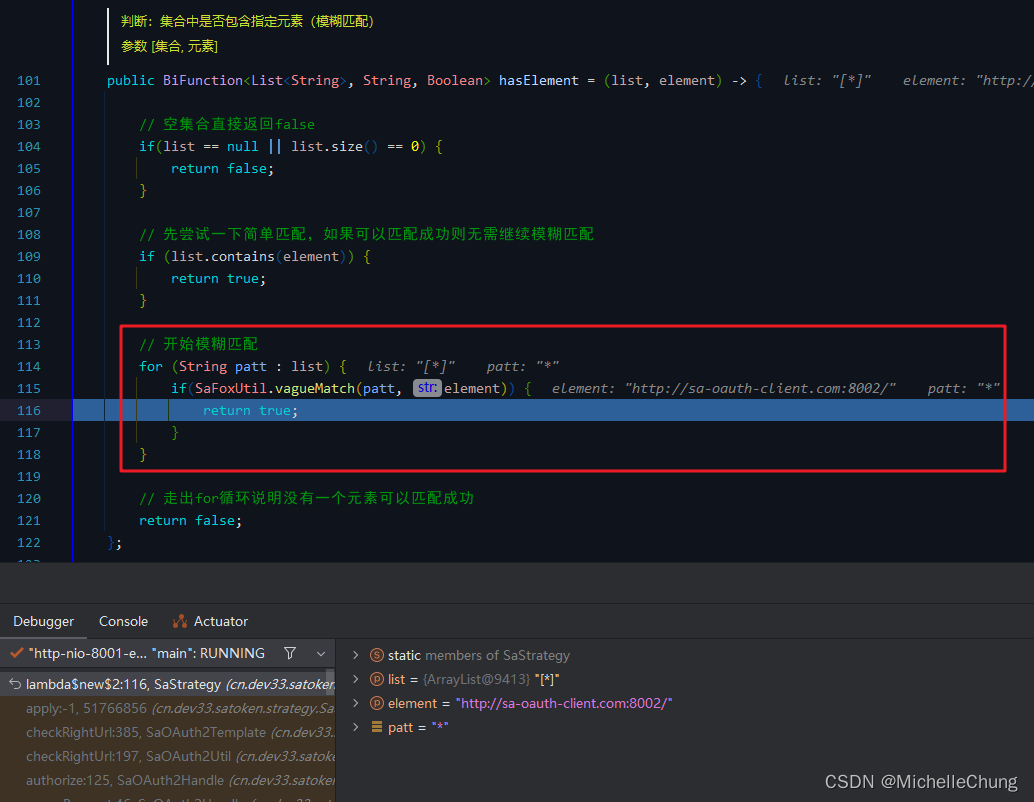 判断：集合中是否包含指定元素（模糊匹配）
参数 [集合, 元素]
101 public BiFunction<List<String>, String, Boolean> hasElement = (list, element) -> { list: "[*]" element: "http:/
102
103 // 空集合直接返回false
104 if(list == null || list.size() == 0) {
105 return false;
106 }
107
108 // 先尝试一下简单匹配，如果可以匹配成功则无需继续模糊匹配
109 if (list.contains(element)) {
110 return true;
111 }
112
113 // 开始模糊匹配
114 for (String patt : list) { list: "[*]" patt: "*"
115 if(SaFoxUtil.vagueMatch(patt, str: element)) { element: "http://sa-oauth-client.com:8002/" patt: "*"
116 return true;
117 }
118 }
119
120 // 走出for循环说明没有一个元素可以匹配成功
121 return false;
122 };
Debugger Console Actuator
"http-nio-8001-e... "main": RUNNING
static members of SaStrategy
lambda$new$2:116, SaStrategy (cn.dev33.satoken
list = {ArrayList@9413} "[*]"
apply:-1, 51766856 (cn.dev33.satoken.strategy.Sa
element = "http://sa-oauth-client.com:8002/"
checkRightUrl:385, SaOAuth2Template (cn.dev33.
patt = "*"
checkRightUrl:197, SaOAuth2Util (cn.dev33.satoke
authorize:125, SaOAuth2Handle (cn.dev33.satoke
CSDN @MichelleChung